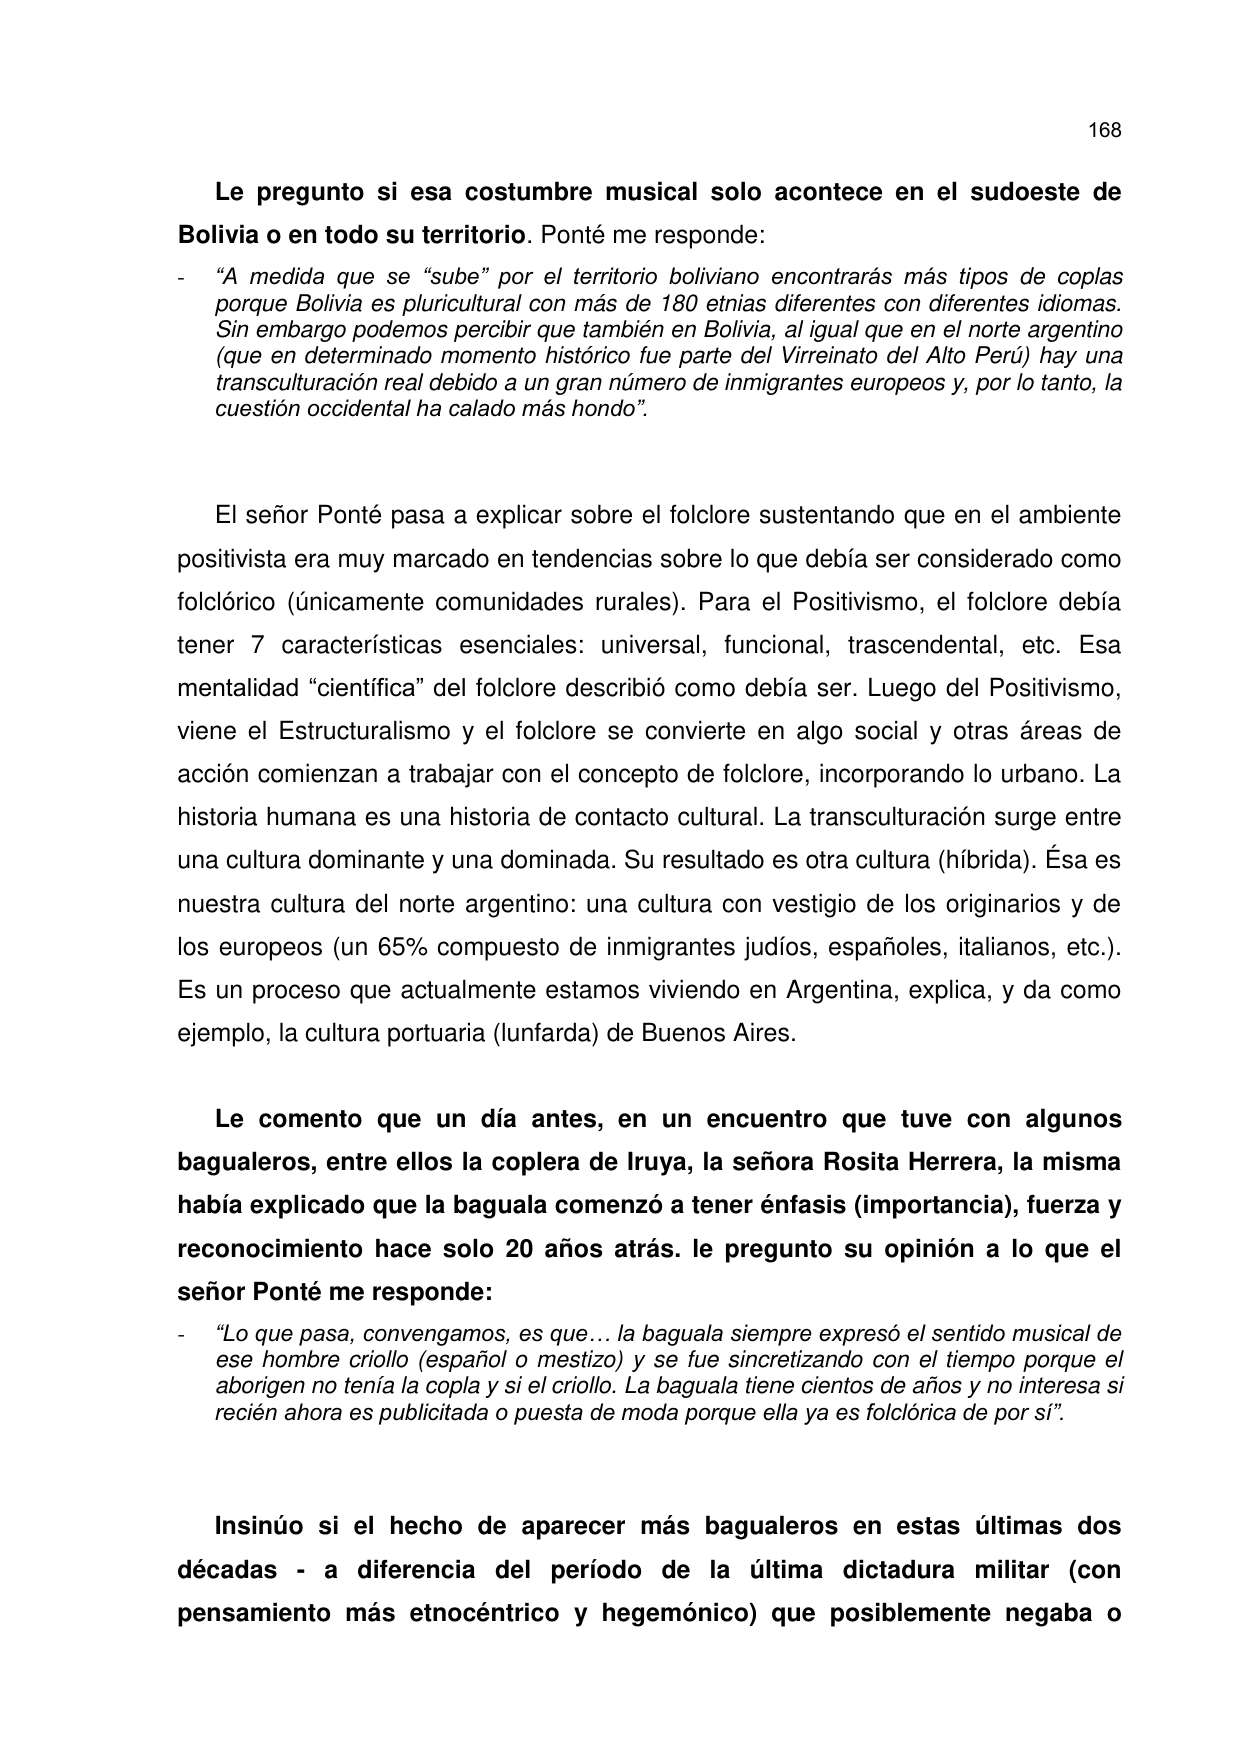 168
Le pregunto si esa costumbre musical solo acontece en el sudoeste de
Bolivia o en todo su territorio. Ponté me responde:
- “A medida que se “sube” por el territorio boliviano encontrarás más tipos de coplas
porque Bolivia es pluricultural con más de 180 etnias diferentes con diferentes idiomas.
Sin embargo podemos percibir que también en Bolivia, al igual que en el norte argentino
(que en determinado momento histórico fue parte del Virreinato del Alto Perú) hay una
transculturación real debido a un gran número de inmigrantes europeos y, por lo tanto, la
cuestión occidental ha calado más hondo”.
El señor Ponté pasa a explicar sobre el folclore sustentando que en el ambiente
positivista era muy marcado en tendencias sobre lo que debía ser considerado como
folclórico (únicamente comunidades rurales). Para el Positivismo, el folclore debía
tener 7 características esenciales: universal, funcional, trascendental, etc. Esa
mentalidad “científica” del folclore describió como debía ser. Luego del Positivismo,
viene el Estructuralismo y el folclore se convierte en algo social y otras áreas de
acción comienzan a trabajar con el concepto de folclore, incorporando lo urbano. La
historia humana es una historia de contacto cultural. La transculturación surge entre
una cultura dominante y una dominada. Su resultado es otra cultura (híbrida). Ésa es
nuestra cultura del norte argentino: una cultura con vestigio de los originarios y de
los europeos (un 65% compuesto de inmigrantes judíos, españoles, italianos, etc.).
Es un proceso que actualmente estamos viviendo en Argentina, explica, y da como
ejemplo, la cultura portuaria (lunfarda) de Buenos Aires.
Le comento que un día antes, en un encuentro que tuve con algunos
bagualeros, entre ellos la coplera de Iruya, la señora Rosita Herrera, la misma
había explicado que la baguala comenzó a tener énfasis (importancia), fuerza y
reconocimiento hace solo 20 años atrás. le pregunto su opinión a lo que el
señor Ponté me responde:
- “Lo que pasa, convengamos, es que… la baguala siempre expresó el sentido musical de
ese hombre criollo (español o mestizo) y se fue sincretizando con el tiempo porque el
aborigen no tenía la copla y si el criollo. La baguala tiene cientos de años y no interesa si
recién ahora es publicitada o puesta de moda porque ella ya es folclórica de por sí”.
Insinúo si el hecho de aparecer más bagualeros en estas últimas dos
décadas - a diferencia del período de la última dictadura militar (con
pensamiento más etnocéntrico y hegemónico) que posiblemente negaba o